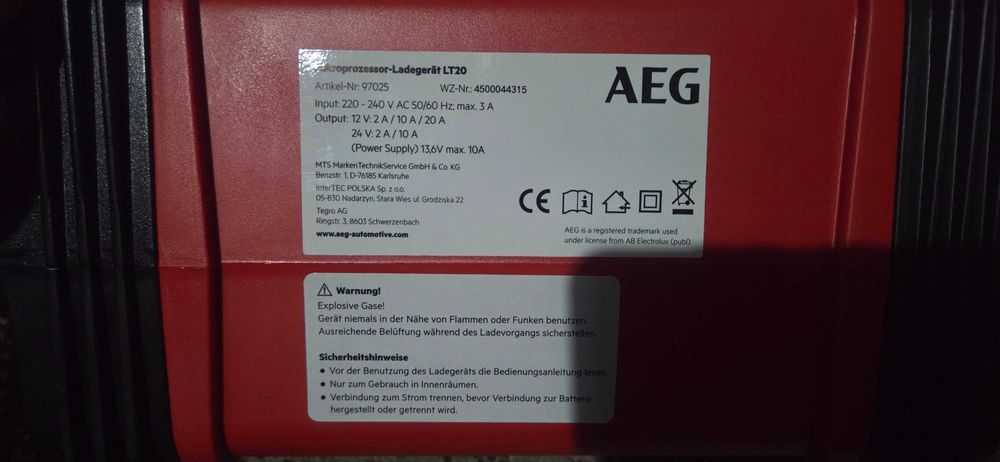 Mikroprozessor-Ladegerät LT20
AEG
Artikel-Nr: 97025 WZ-Nr.: 4500044315
Input: 220 - 240 V AC 50/60 Hz; max. 3 A
Output: 12 V: 2 A / 10 A / 20 A
24 V: 2 A / 10 A
(Power Supply) 13,6V max. 10A
MTS MarkenTechnikService GmbH & Co. KG
Benzstr. 1, D-76185 Karlsruhe
InterTEC POLSKA Sp. z o.o.
05-830 Nadarzyn, Stara Wies ul. Grodziska 22
Tegro AG
Ringstr. 3, 8603 Schwerzenbach
www.aeg-automotive.com
CE
AEG is a registered trademark used
under license from AB Electrolux (publ)
Warnung!
Explosive Gase!
Gerät niemals in der Nähe von Flammen oder Funken benutzen.
Ausreichende Belüftung während des Ladevorgangs sicherstellen.
Sicherheitshinweise
• Vor der Benutzung des Ladegeräts die Bedienungsanleitung lesen.
• Nur zum Gebrauch in Innenräumen.
• Verbindung zum Strom trennen, bevor Verbindung zur Batterie
hergestellt oder getrennt wird.